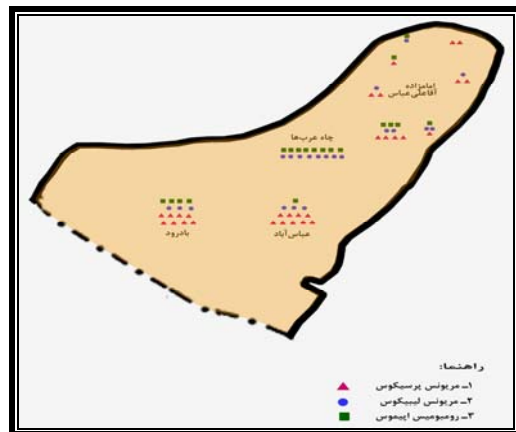 امامزاده
آقاعلی عباس
چاه عرب‌ها
بادرود
عباس‌آباد
راهنما:
۱ـ مریونس پرسیکوس
۲ـ مریونس لیبیکوس
۳ـ رومبومیس اپیموس